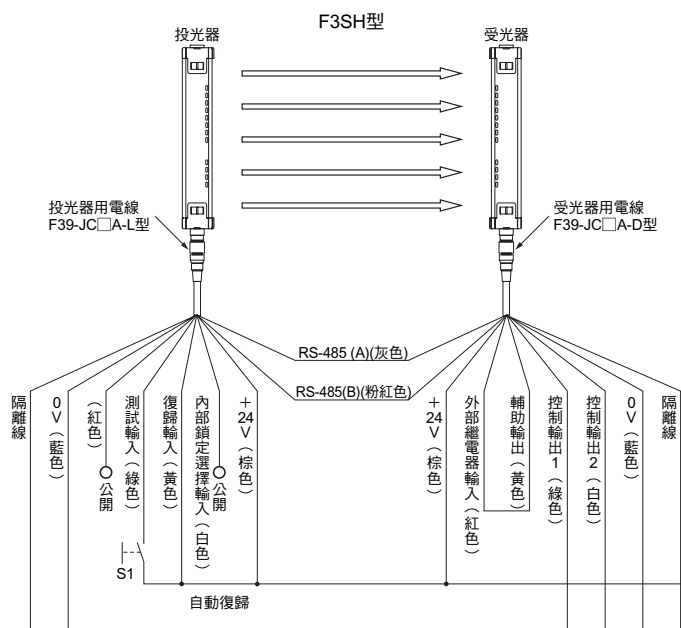 F3SH型
投光器
受光器
投光器用電線
F39-JC□A-L型
受光器用電線
F39-JC□A-D型
RS-485 (A)(灰色)
RS-485(B)(粉紅色)
隔離線
0V(藍色)
(紅色)
公開
測試輸入(綠色)
復歸輸入(黃色)
內部鎖定選擇輸入(白色)
公開
+24V(棕色)
+24V(棕色)
外部繼電器輸入(紅色)
輔助輸出(黃色)
控制輸出1(綠色)
控制輸出2(白色)
0V(藍色)
隔離線
S1
自動復歸